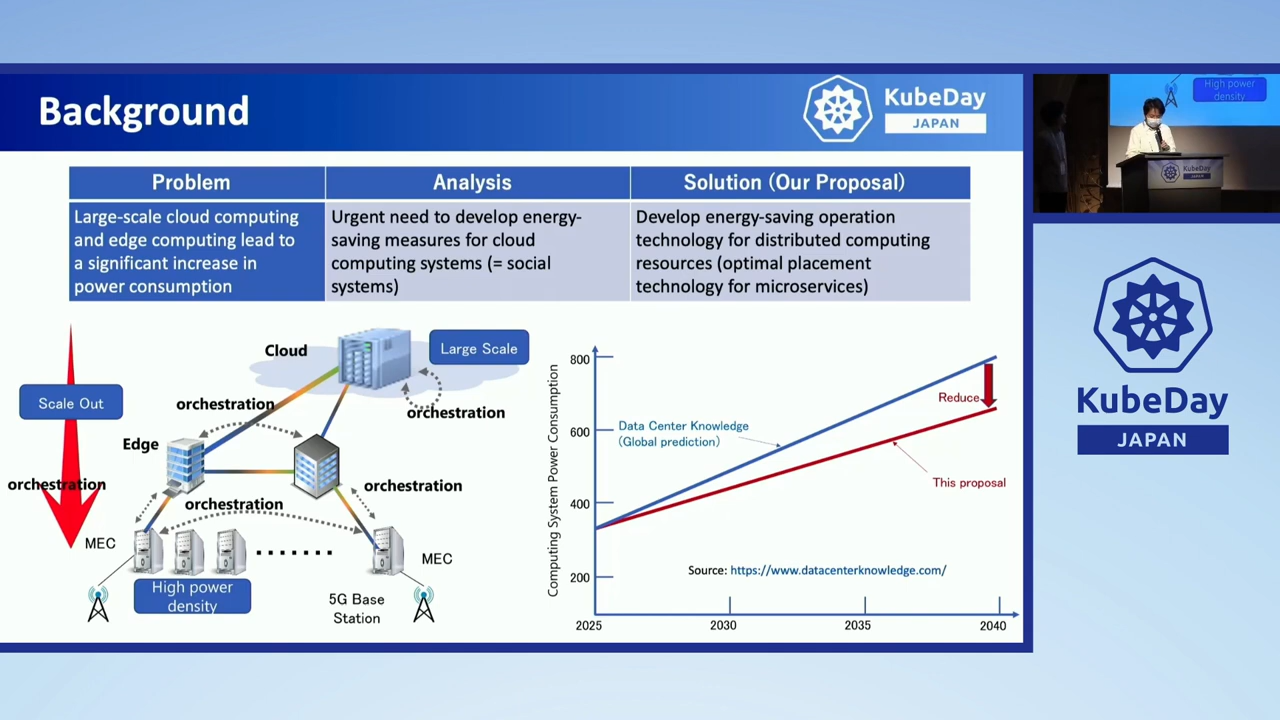 Background
KubeDay
JAPAN
Problem
Analysis
Solution (Our Proposal)
Large-scale cloud computing
and edge computing lead to
a significant increase in
power consumption
Urgent need to develop energy-
saving measures for cloud
computing systems (= social
systems)
Develop energy-saving operation
technology for distributed computing
resources (optimal placement
technology for microservices)
Cloud
Large Scale
Scale Out
orchestration
orchestration
Edge
orchestration
orchestration
orchestration
MEC
MEC
High power
density
5G Base
Station
Computing System Power Consumption
800
600
400
200
2025
2030
2035
2040
Data Center Knowledge
(Global prediction)
Reduce
This proposal
Source: https://www.datacenterknowledge.com/
High power
density
KubeDay
JAPAN
KubeDay
JAPAN